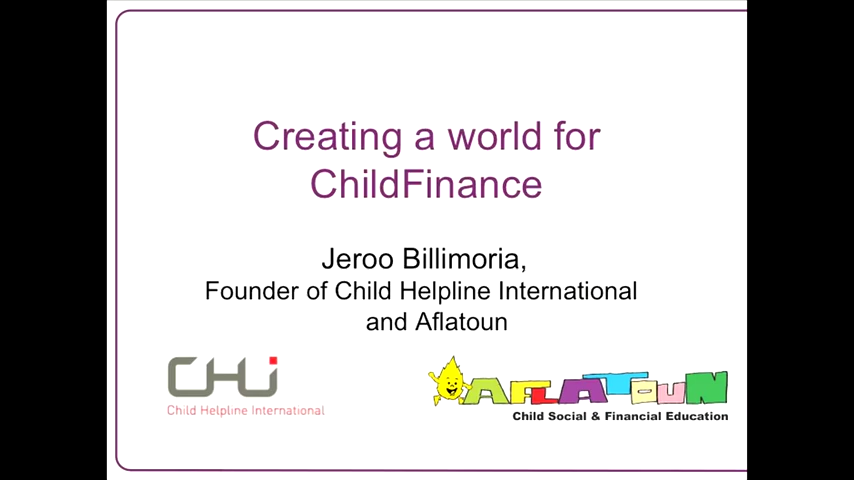 Creating a world for
ChildFinance
Jeroo Billimoria,
Founder of Child Helpline International
and Aflatoun
CHI
Child Helpline International
AFLATOUN
Child Social & Financial Education